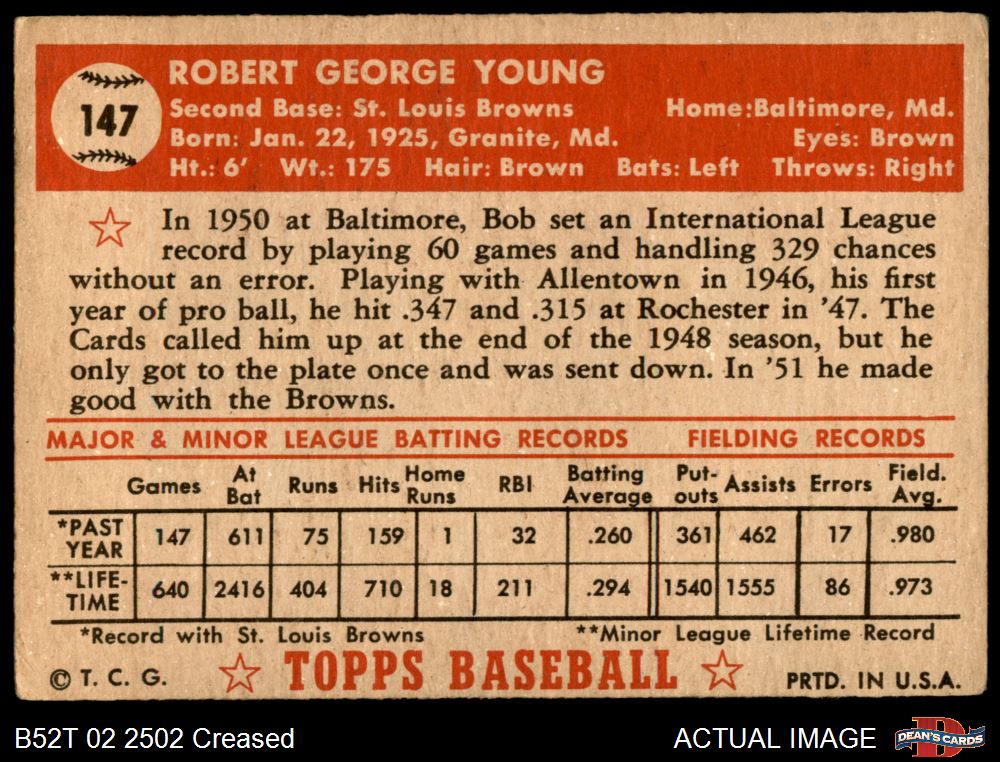 147
ROBERT GEORGE YOUNG
Second Base: St. Louis Browns Home:Baltimore, Md.
Born: Jan. 22, 1925, Granite, Md. Eyes: Brown
Ht.: 6' Wt.: 175 Hair: Brown Bats: Left Throws: Right
In 1950 at Baltimore, Bob set an International League
record by playing 60 games and handling 329 chances
without an error. Playing with Allentown in 1946, his first
year of pro ball, he hit .347 and .315 at Rochester in '47. The
Cards called him up at the end of the 1948 season, but he
only got to the plate once and was sent down. In '51 he made
good with the Browns.
MAJOR & MINOR LEAGUE BATTING RECORDS FIELDING RECORDS
Games At Bat Runs Hits Home Runs RBI Batting Average Put-outs Assists Errors Field. Avg.
*PAST YEAR 147 611 75 159 1 32 .260 361 462 17 .980
**LIFE-TIME 640 2416 404 710 18 211 .294 1540 1555 86 .973
*Record with St. Louis Browns **Minor League Lifetime Record
© T. C. G. TOPPS BASEBALL PRTD. IN U.S.A.
B52T 02 2502 Creased ACTUAL IMAGE DEAN'S CARDS